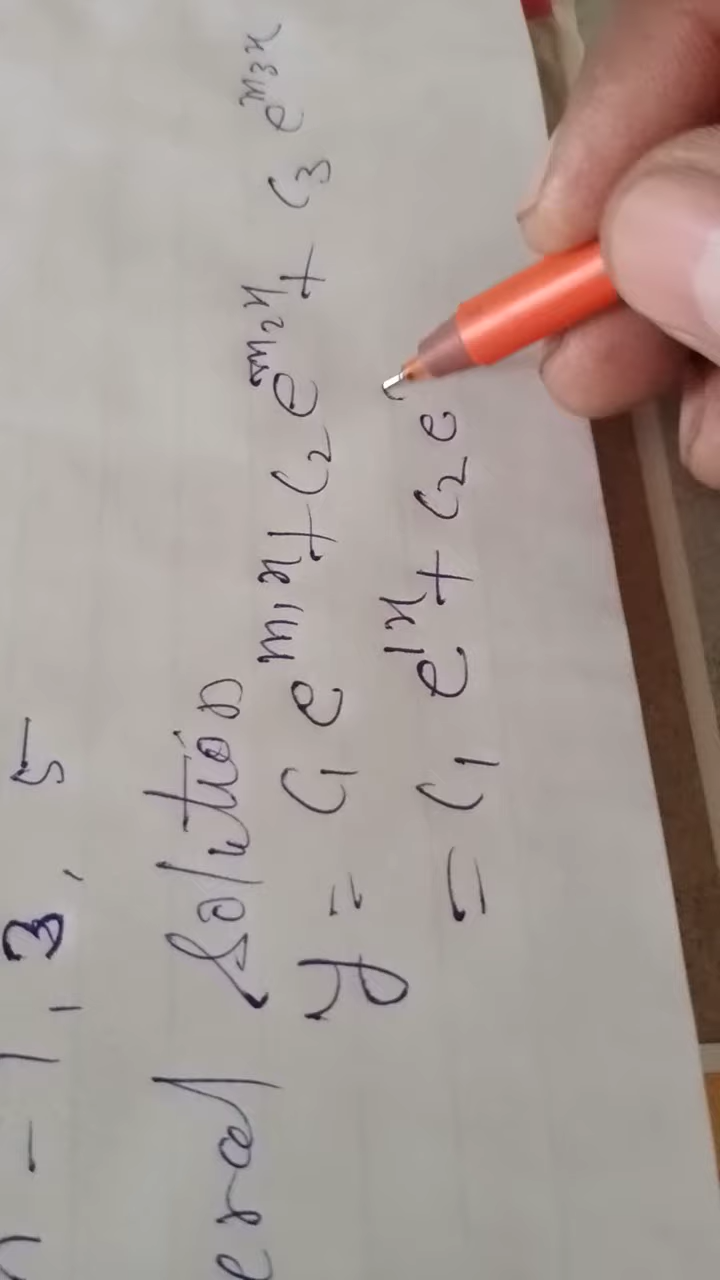 - 1, 3, 5
eral solution
y = c₁ e^{m₁x} + c₂ e^{m₂x} + c₃ e^{m₃x}
= c₁ e^{1x} + c₂ e